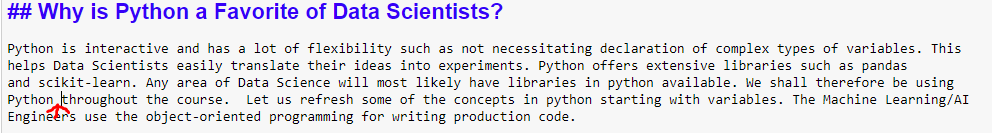 ## Why is Python a Favorite of Data Scientists?
Python is interactive and has a lot of flexibility such as not necessitating declaration of complex types of variables. This
helps Data Scientists easily translate their ideas into experiments. Python offers extensive libraries such as pandas
and scikit-learn. Any area of Data Science will most likely have libraries in python available. We shall therefore be using
Python throughout the course.  Let us refresh some of the concepts in python starting with variables. The Machine Learning/AI
Engineers use the object-oriented programming for writing production code.